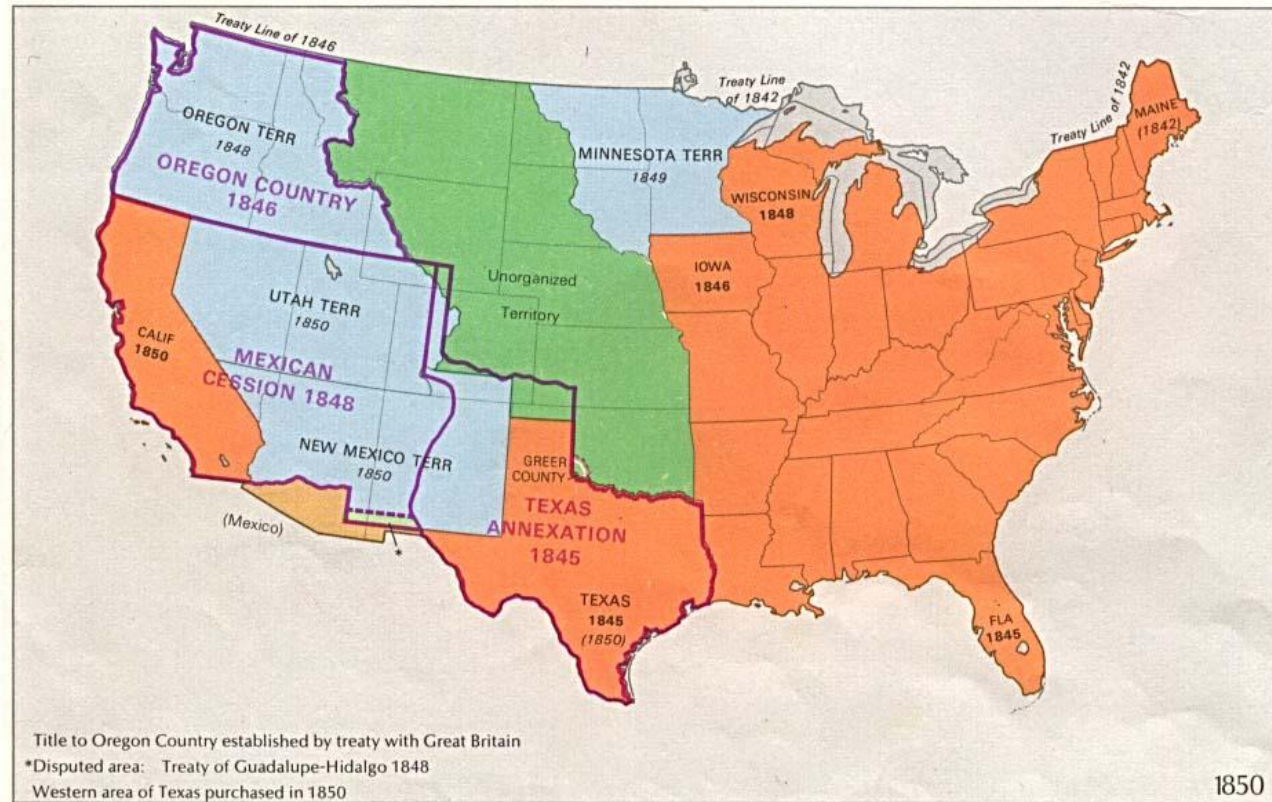 Treaty Line of 1846
Treaty Line
of 1842
Treaty Line of 1842
MAINE
(1842)
OREGON TERR
1848
OREGON COUNTRY
1846
MINNESOTA TERR
1849
WISCONSIN
1848
IOWA
1846
Unorganized
Territory
UTAH TERR
1850
CALIF
1850
MEXICAN
CESSION 1848
NEW MEXICO TERR
1850
GREER
COUNTY
TEXAS
ANNEXATION
1845
(Mexico)
*
TEXAS
1845
(1850)
FLA
1845
Title to Oregon Country established by treaty with Great Britain
*Disputed area: Treaty of Guadalupe-Hidalgo 1848
Western area of Texas purchased in 1850
1850